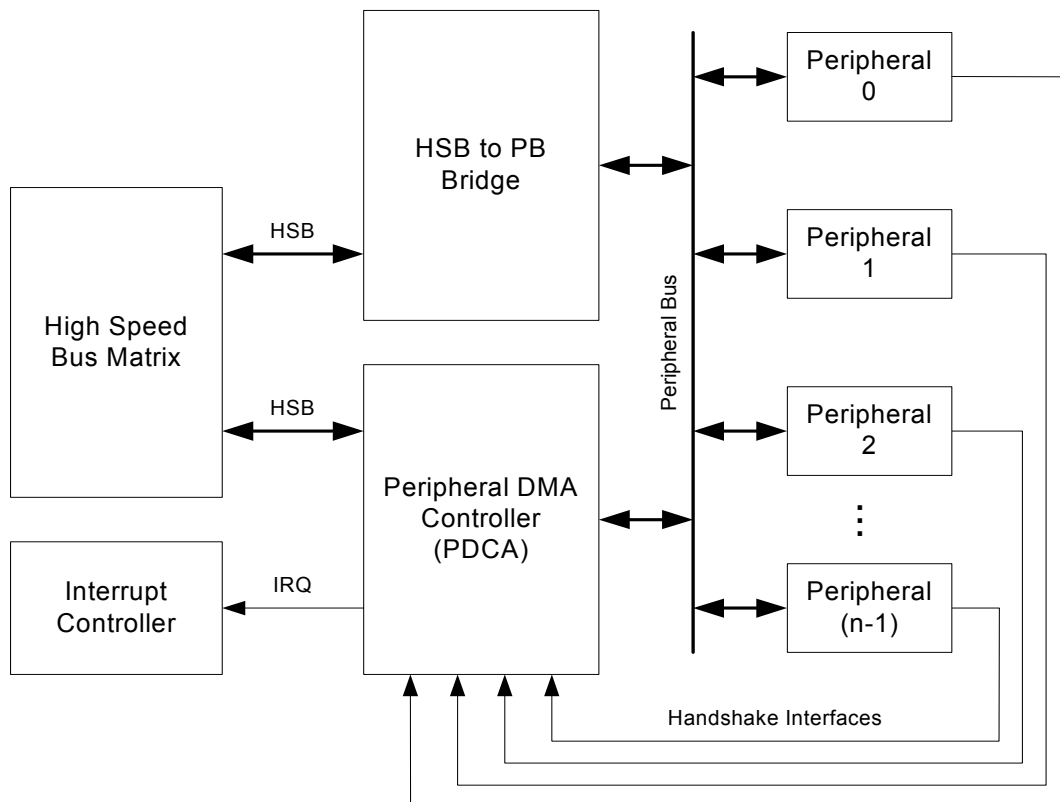 HSB to PB
Bridge
Peripheral
0
HSB
Peripheral
1
High Speed
Bus Matrix
Peripheral Bus
HSB
Peripheral
2
Peripheral DMA
Controller
(PDCA)
Interrupt
Controller
IRQ
Peripheral
(n-1)
Handshake Interfaces